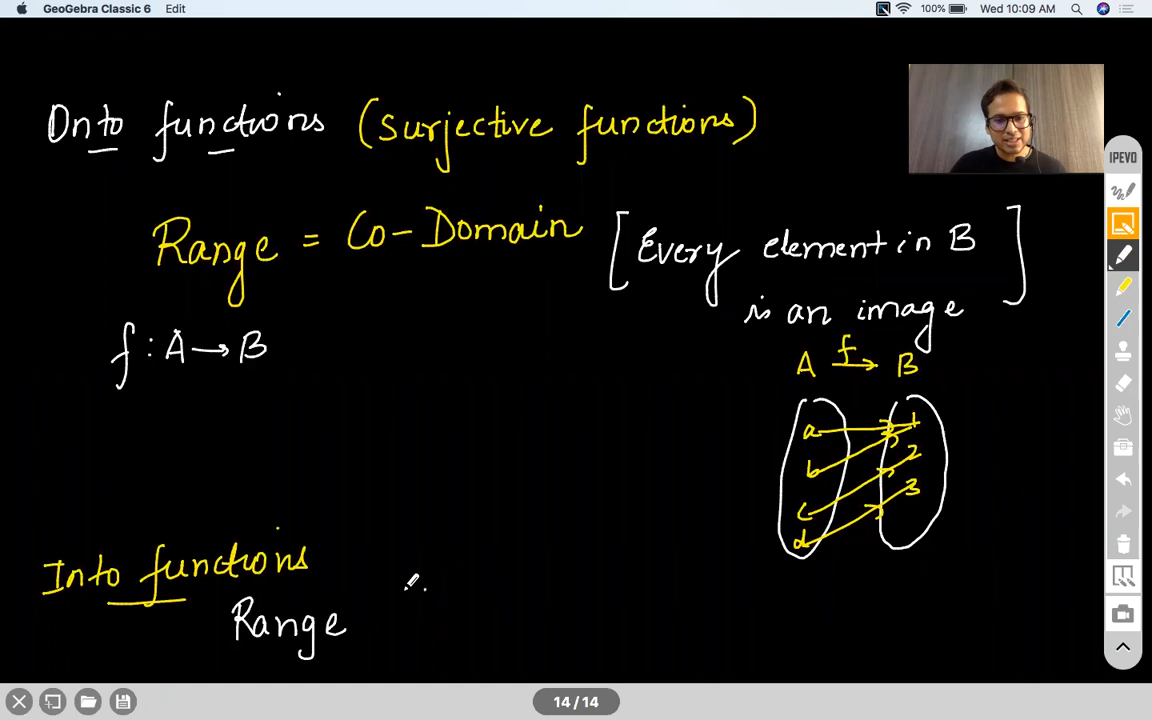 GeoGebra Classic 6 Edit 100% Wed 10:09 AM
Onto functions (surjective functions)
IPEVO
Range = Co-Domain [Every element in B
is an image]
f : A → B
A f→ B
a 1
b 2
c 3
d
Into functions
Range
14/14